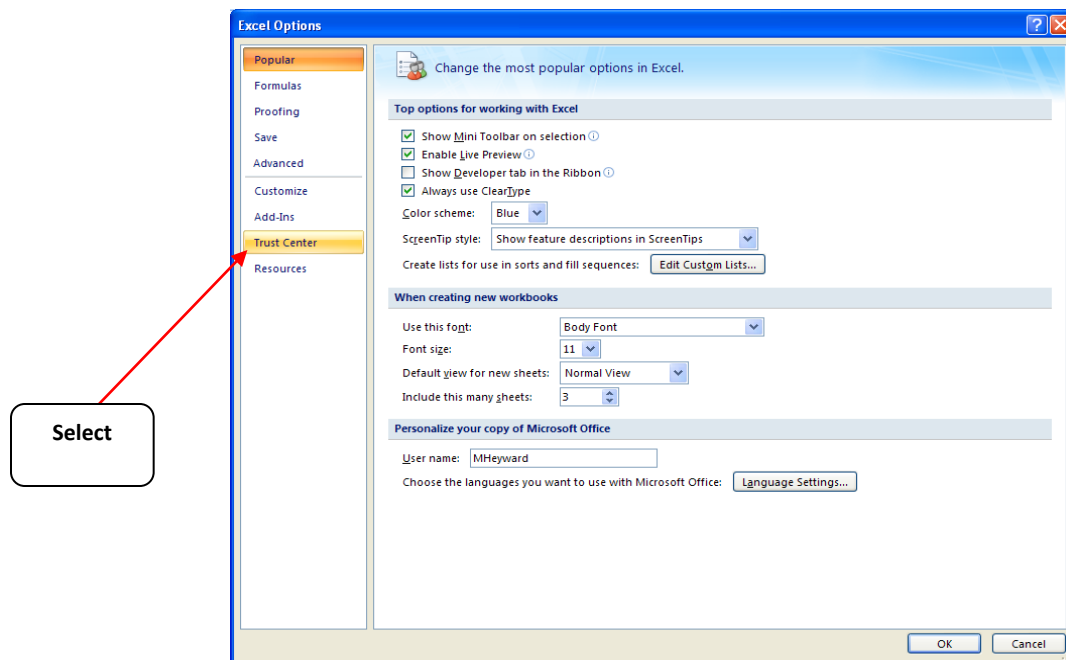 Excel Options
Popular
Formulas
Proofing
Save
Advanced
Customize
Add-Ins
Trust Center
Resources
Change the most popular options in Excel.
Top options for working with Excel
Show Mini Toolbar on selection
Enable Live Preview
Show Developer tab in the Ribbon
Always use ClearType
Color scheme: Blue
ScreenTip style: Show feature descriptions in ScreenTips
Create lists for use in sorts and fill sequences: Edit Custom Lists...
When creating new workbooks
Use this font: Body Font
Font size: 11
Default view for new sheets: Normal View
Include this many sheets: 3
Personalize your copy of Microsoft Office
User name: MHeyward
Choose the languages you want to use with Microsoft Office: Language Settings...
OK Cancel
Select